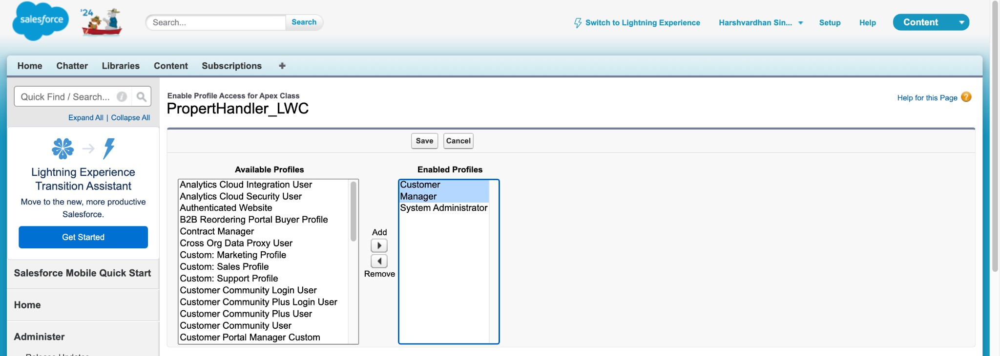 salesforce
'24
Search...
Search
Switch to Lightning Experience
Harshvardhan Sin...
Setup
Help
Content
Home
Chatter
Libraries
Content
Subscriptions
+
Quick Find / Search...
i
Expand All | Collapse All
Lightning Experience
Transition Assistant
Move to the new, more productive
Salesforce.
Get Started
Salesforce Mobile Quick Start
Home
Administer
Release Updates
Enable Profile Access for Apex Class
PropertHandler_LWC
Help for this Page ?
Save
Cancel
Available Profiles
Analytics Cloud Integration User
Analytics Cloud Security User
Authenticated Website
B2B Reordering Portal Buyer Profile
Contract Manager
Cross Org Data Proxy User
Custom: Marketing Profile
Custom: Sales Profile
Custom: Support Profile
Customer Community Login User
Customer Community Plus Login User
Customer Community Plus User
Customer Community User
Customer Portal Manager Custom
Add
Remove
Enabled Profiles
Customer
Manager
System Administrator